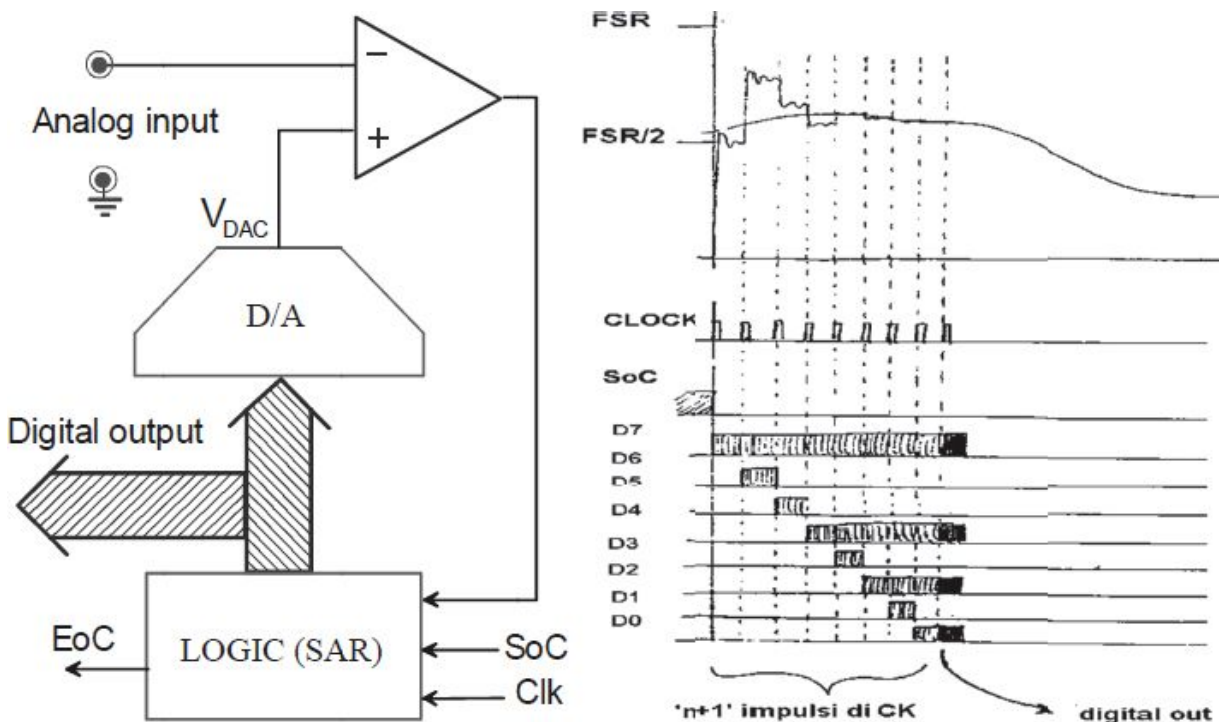 Analog input
−
+
V_DAC
D/A
Digital output
LOGIC (SAR)
EoC
SoC
Clk
FSR
FSR/2
CLOCK
SoC
D7
D6
D5
D4
D3
D2
D1
D0
'n+1' impulsi di CK
digital out